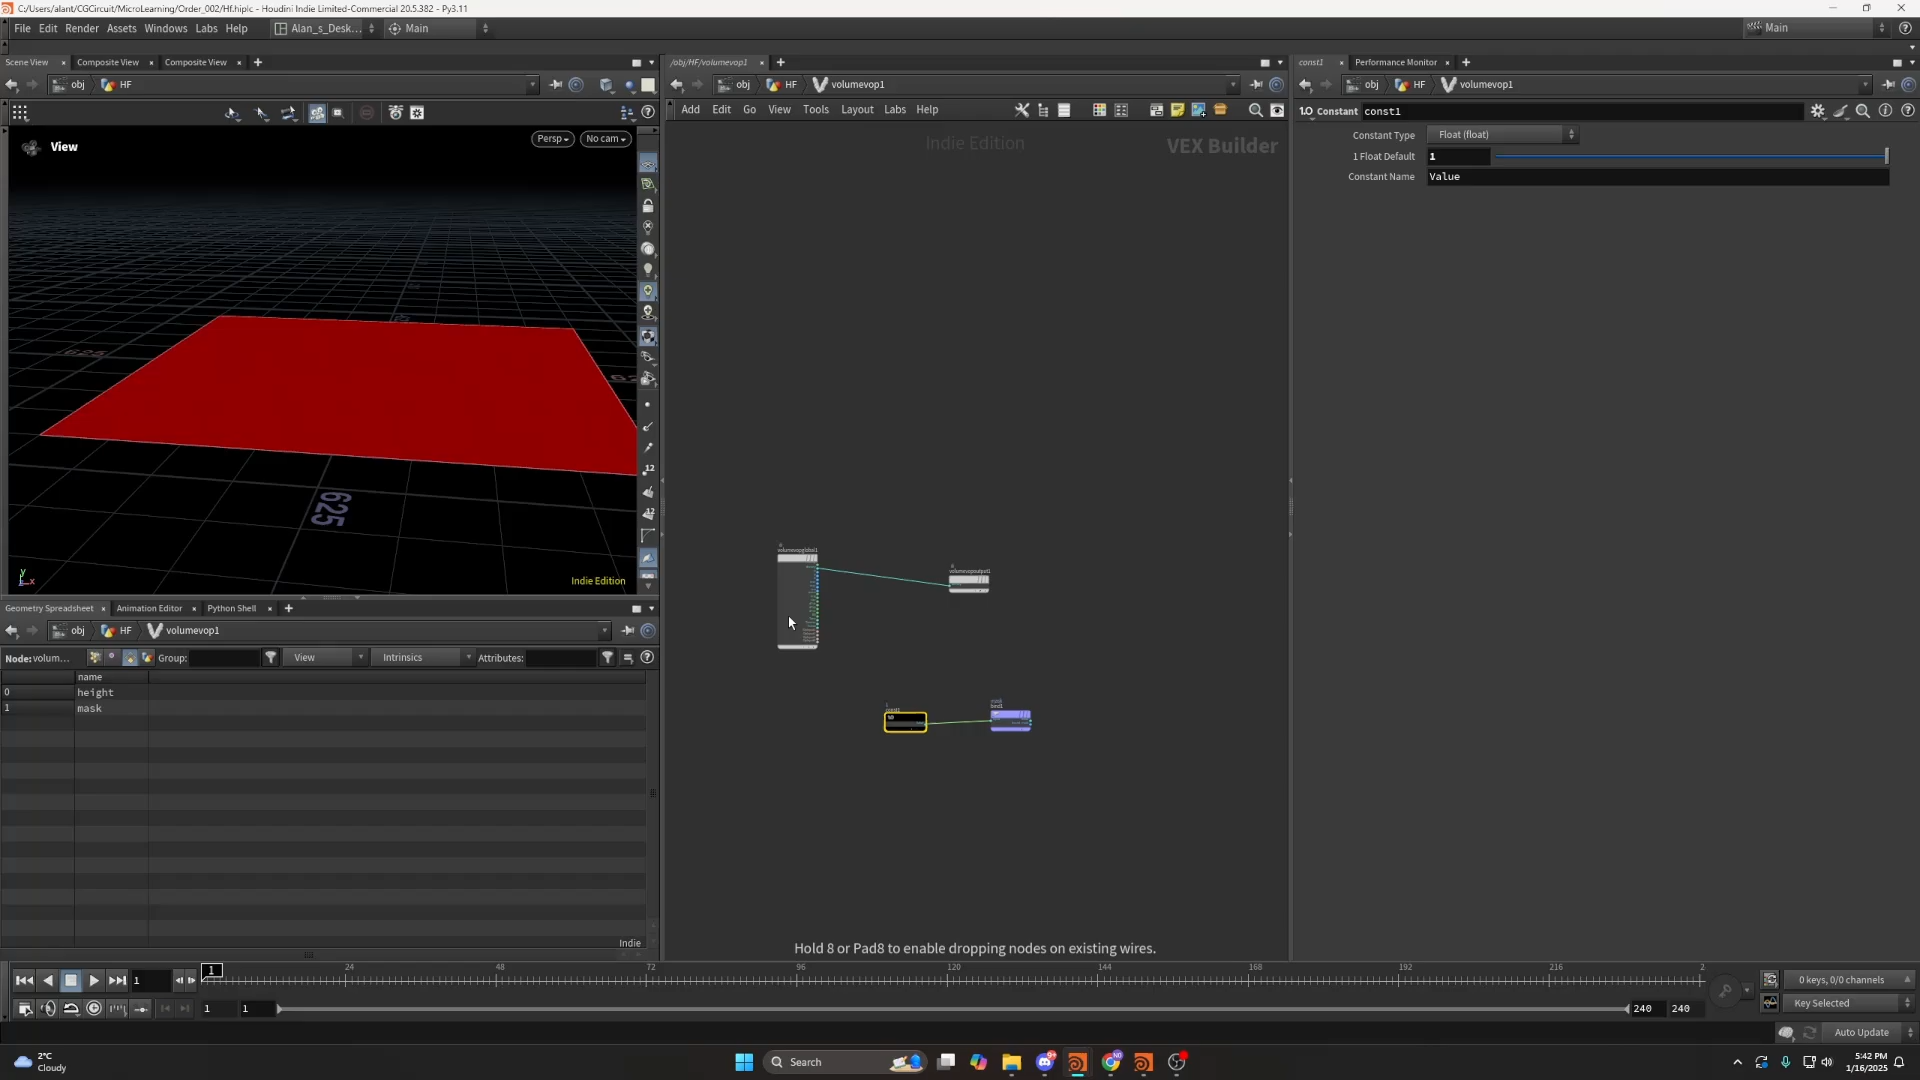 C:/Users/alant/CGCircuit/MicroLearning/Order_002/Hf.hiplc - Houdini Indie Limited-Commercial 20.5.382 - Py3.11
File Edit Render Assets Windows Labs Help Alan_s_Desk... Main Main
Scene View Composite View Composite View
obj HF
View
Persp No cam
625
Indie Edition
Geometry Spreadsheet Animation Editor Python Shell
obj HF volumevop1
Node: volum... Group: View Intrinsics Attributes:
name
0 height
1 mask
Indie
/obj/HF/volumevop1
obj HF volumevop1
Add Edit Go View Tools Layout Labs Help
Indie Edition VEX Builder
volumevopglobal1
volumevopoutput1
const1
mask
bind1
Hold 8 or Pad8 to enable dropping nodes on existing wires.
const1 Performance Monitor
obj HF volumevop1
Constant const1
Constant Type Float (float)
1 Float Default 1
Constant Name Value
1
1 24 48 72 96 120 144 168 192 216 2
0 keys, 0/0 channels
1 1 240 240
Key Selected
Auto Update
2°C
Cloudy
Search
5:42 PM
1/16/2025